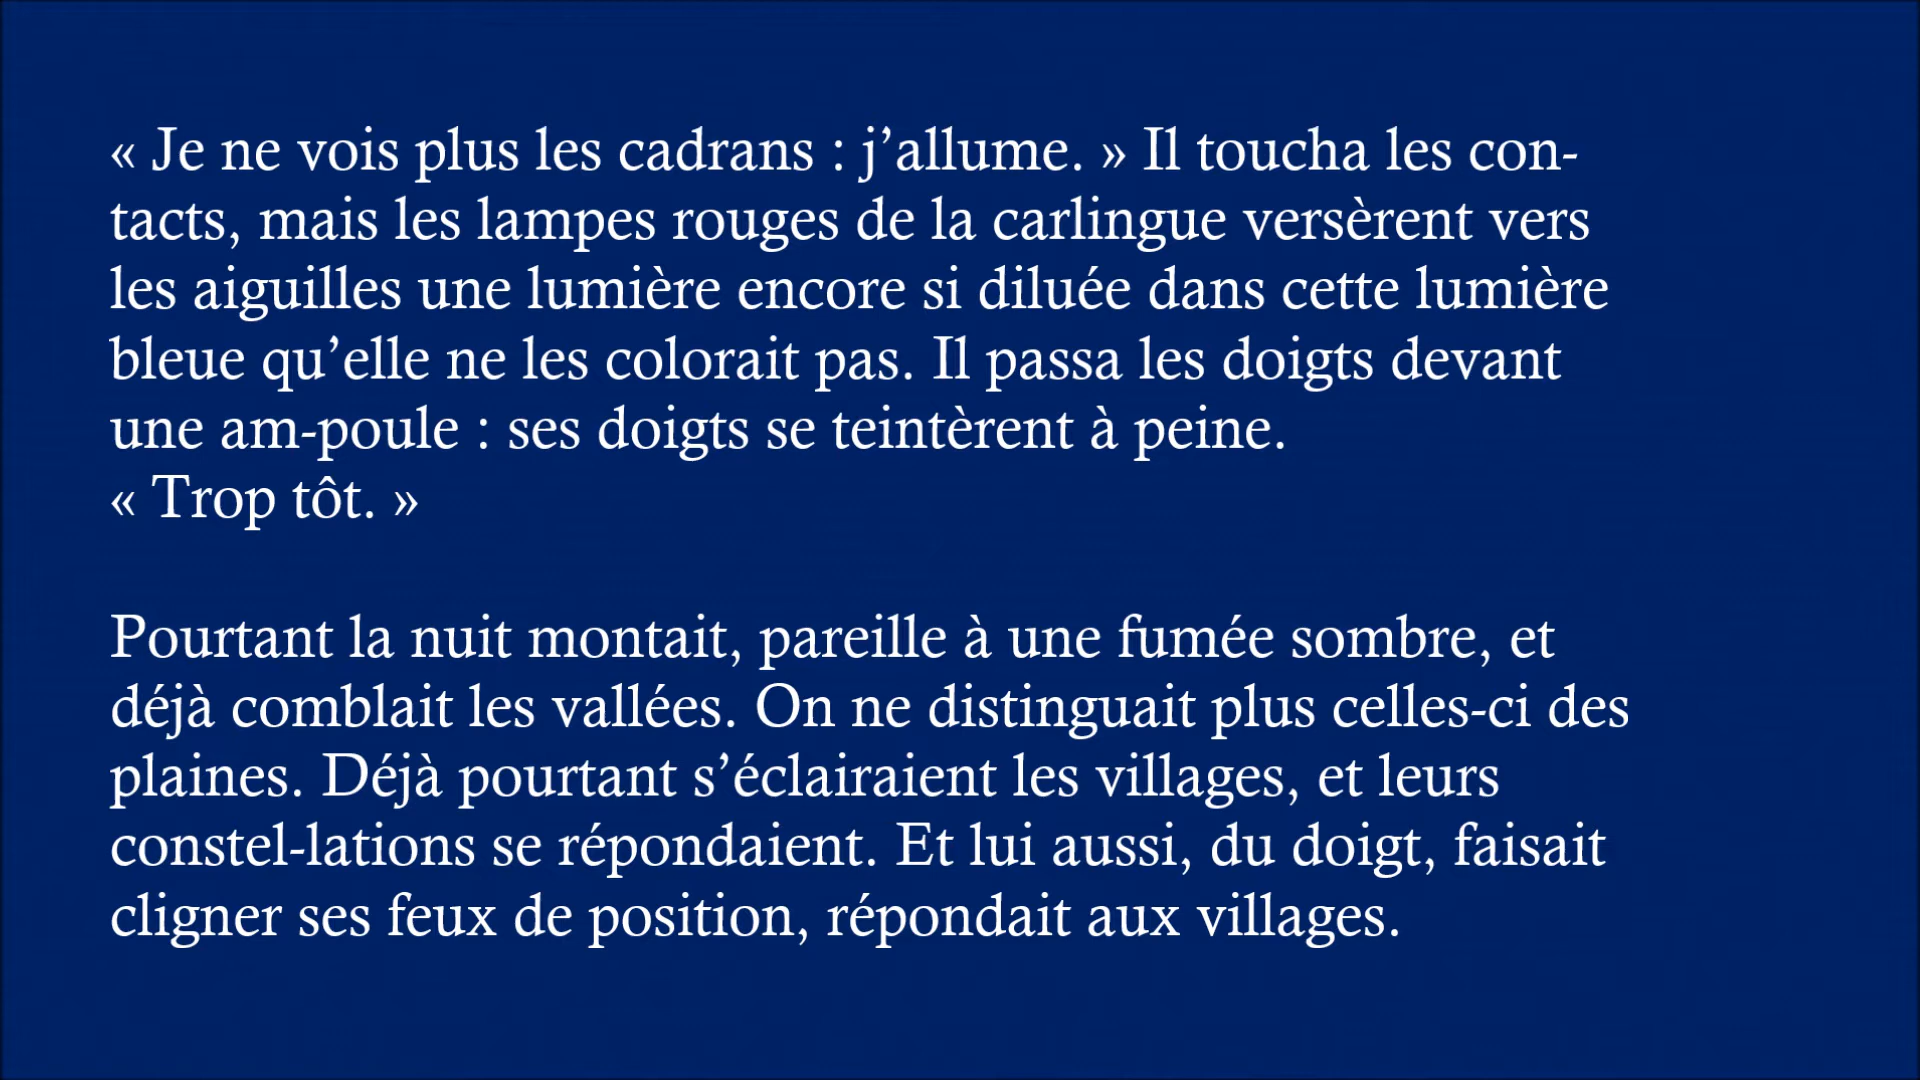 « Je ne vois plus les cadrans : j’allume. » Il toucha les con-
tacts, mais les lampes rouges de la carlingue versèrent vers
les aiguilles une lumière encore si diluée dans cette lumière
bleue qu’elle ne les colorait pas. Il passa les doigts devant
une am-poule : ses doigts se teintèrent à peine.
« Trop tôt. »
Pourtant la nuit montait, pareille à une fumée sombre, et
déjà comblait les vallées. On ne distinguait plus celles-ci des
plaines. Déjà pourtant s’éclairaient les villages, et leurs
constel-lations se répondaient. Et lui aussi, du doigt, faisait
cligner ses feux de position, répondait aux villages.